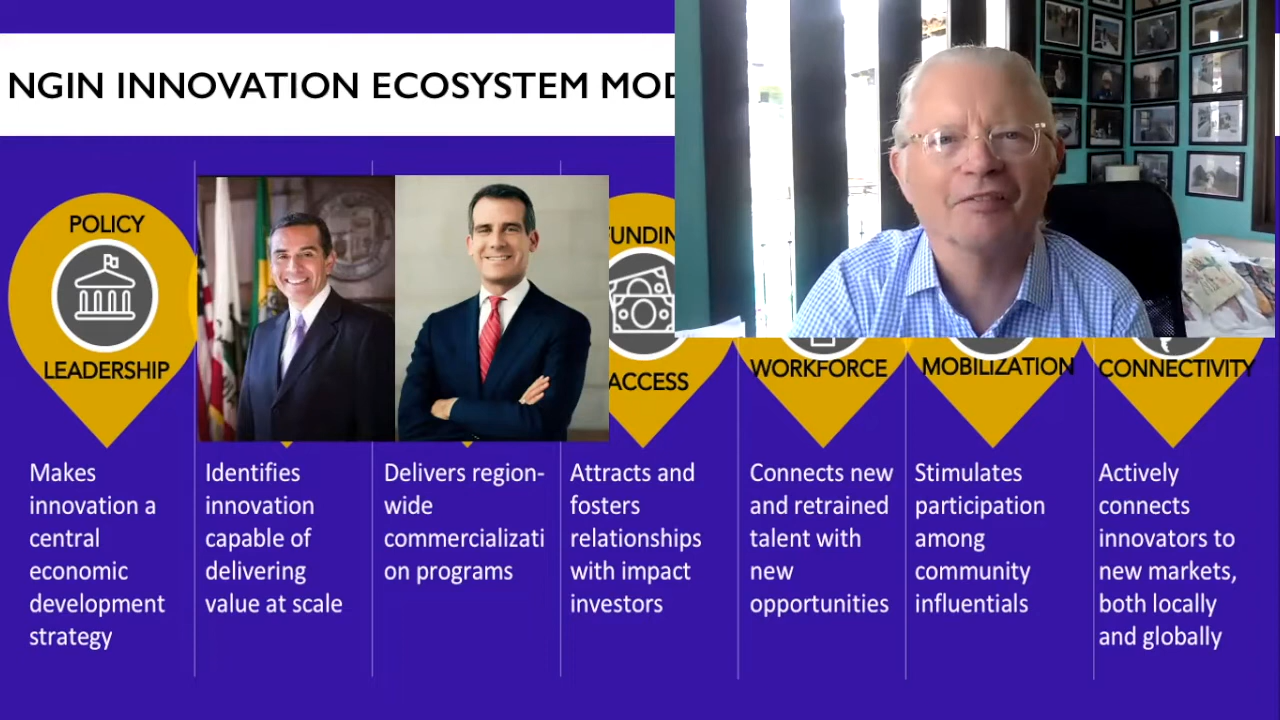 NGIN INNOVATION ECOSYSTEM MOD
POLICY
LEADERSHIP
FUNDIN
ACCESS
WORKFORCE
MOBILIZATION
CONNECTIVITY
Makes
innovation a
central
economic
development
strategy
Identifies
innovation
capable of
delivering
value at scale
Delivers region-
wide
commercializati
on programs
Attracts and
fosters
relationships
with impact
investors
Connects new
and retrained
talent with
new
opportunities
Stimulates
participation
among
community
influentials
Actively
connects
innovators to
new markets,
both locally
and globally